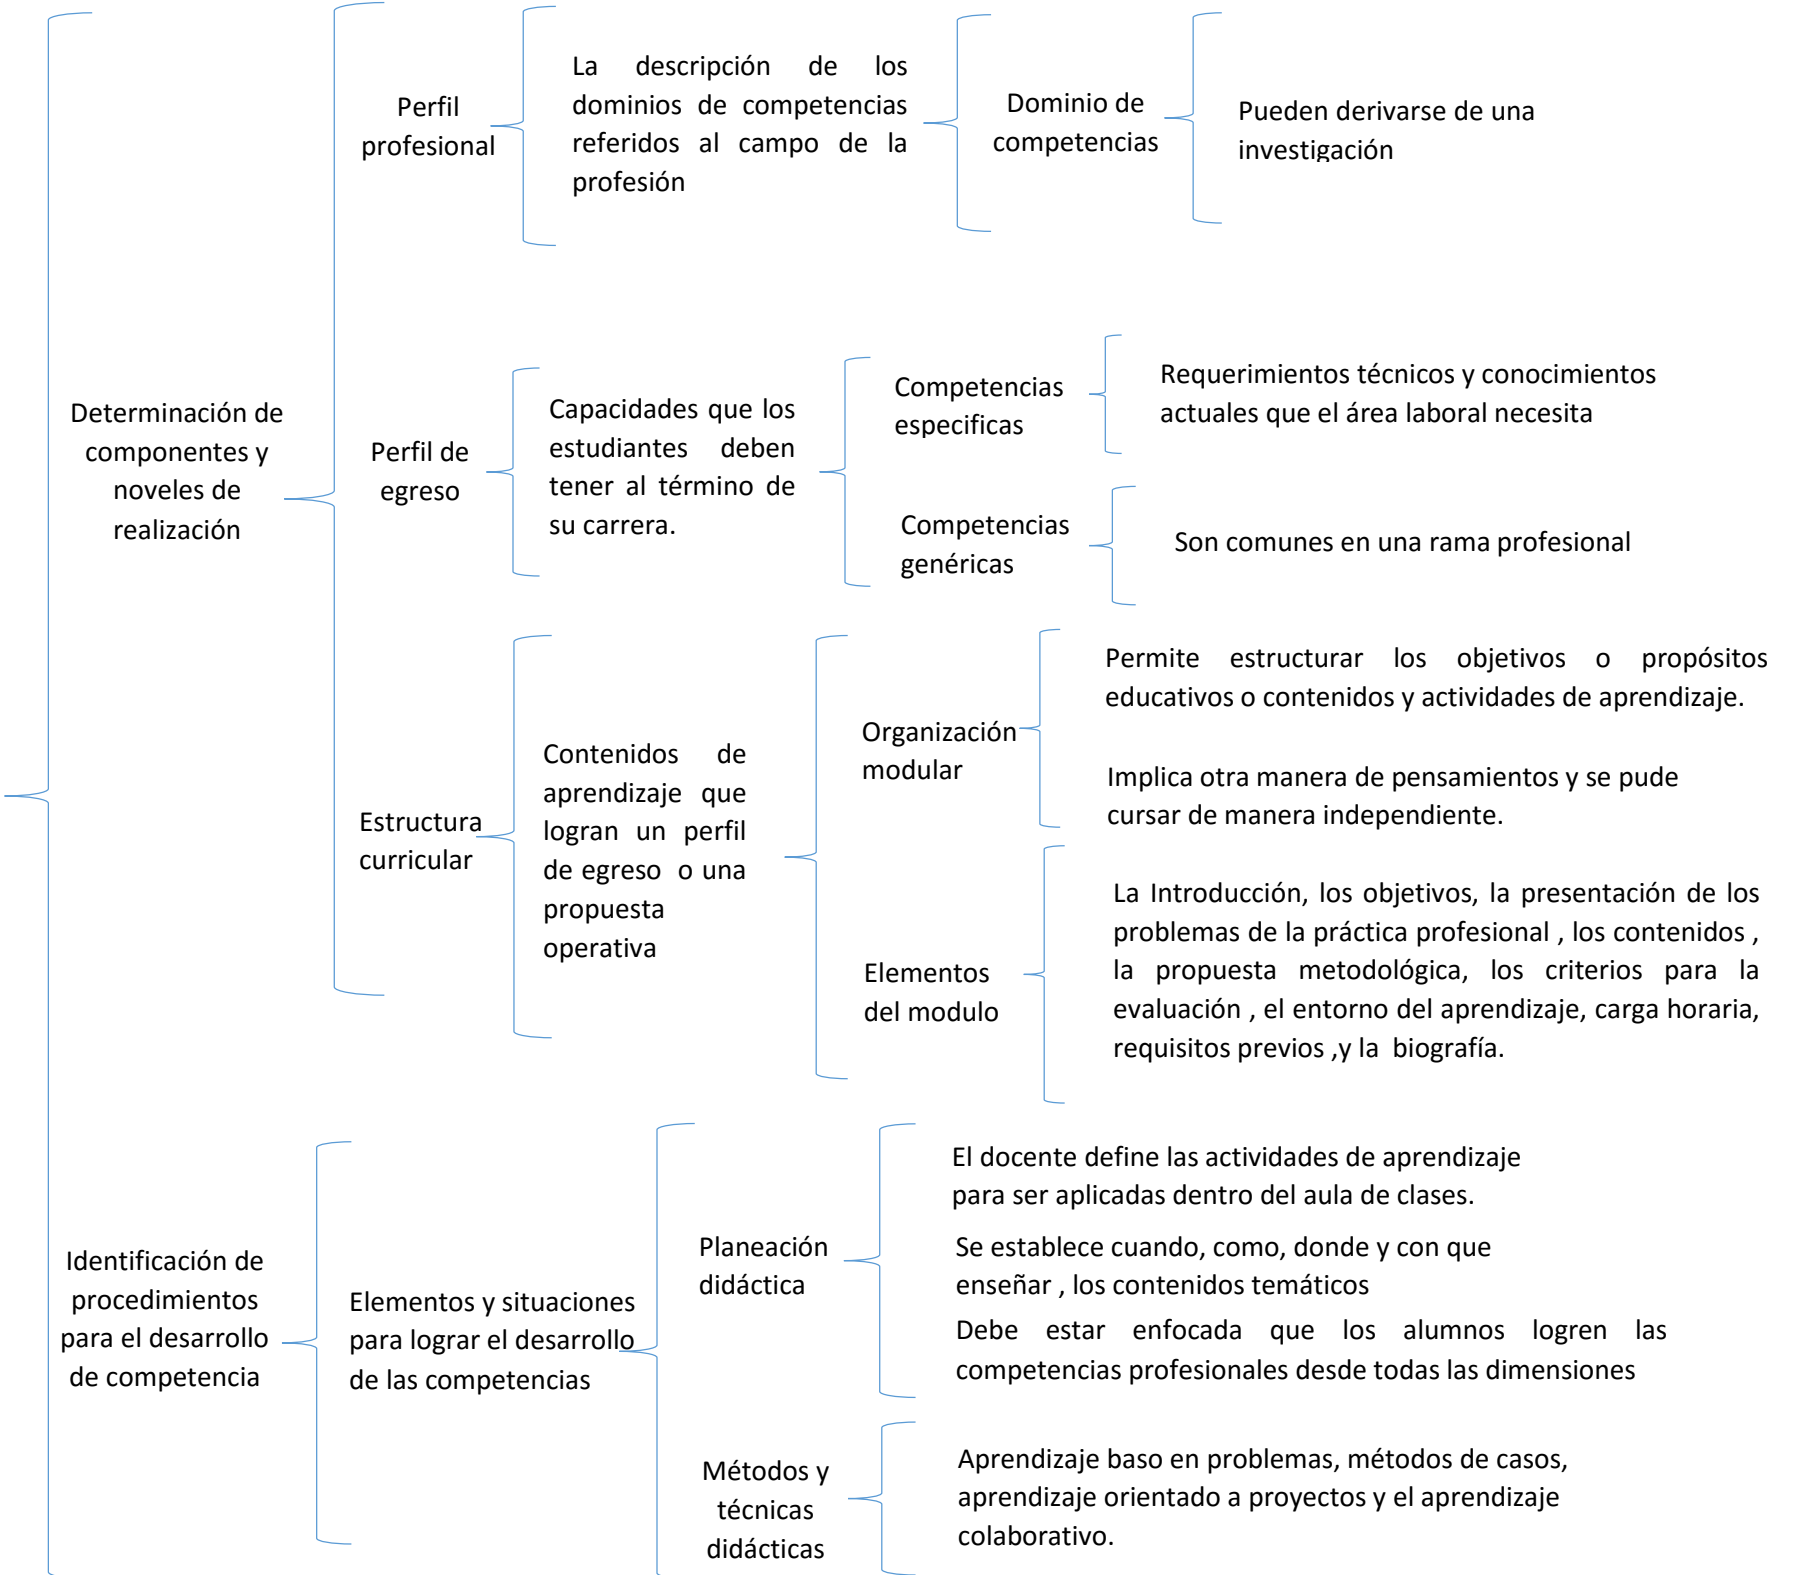 Determinación de
componentes y
noveles de
realización
Perfil
profesional
La descripción de los
dominios de competencias
referidos al campo de la
profesión
Dominio de
competencias
Pueden derivarse de una
investigación
Perfil de
egreso
Capacidades que los
estudiantes deben
tener al término de
su carrera.
Competencias
especificas
Requerimientos técnicos y conocimientos
actuales que el área laboral necesita
Competencias
genéricas
Son comunes en una rama profesional
Estructura
curricular
Contenidos de
aprendizaje que
logran un perfil
de egreso o una
propuesta
operativa
Organización
modular
Permite estructurar los objetivos o propósitos
educativos o contenidos y actividades de aprendizaje.
Implica otra manera de pensamientos y se pude
cursar de manera independiente.
Elementos
del modulo
La Introducción, los objetivos, la presentación de los
problemas de la práctica profesional , los contenidos ,
la propuesta metodológica, los criterios para la
evaluación , el entorno del aprendizaje, carga horaria,
requisitos previos ,y la biografía.
Identificación de
procedimientos
para el desarrollo
de competencia
Elementos y situaciones
para lograr el desarrollo
de las competencias
Planeación
didáctica
El docente define las actividades de aprendizaje
para ser aplicadas dentro del aula de clases.
Se establece cuando, como, donde y con que
enseñar , los contenidos temáticos
Debe estar enfocada que los alumnos logren las
competencias profesionales desde todas las dimensiones
Métodos y
técnicas
didácticas
Aprendizaje baso en problemas, métodos de casos,
aprendizaje orientado a proyectos y el aprendizaje
colaborativo.